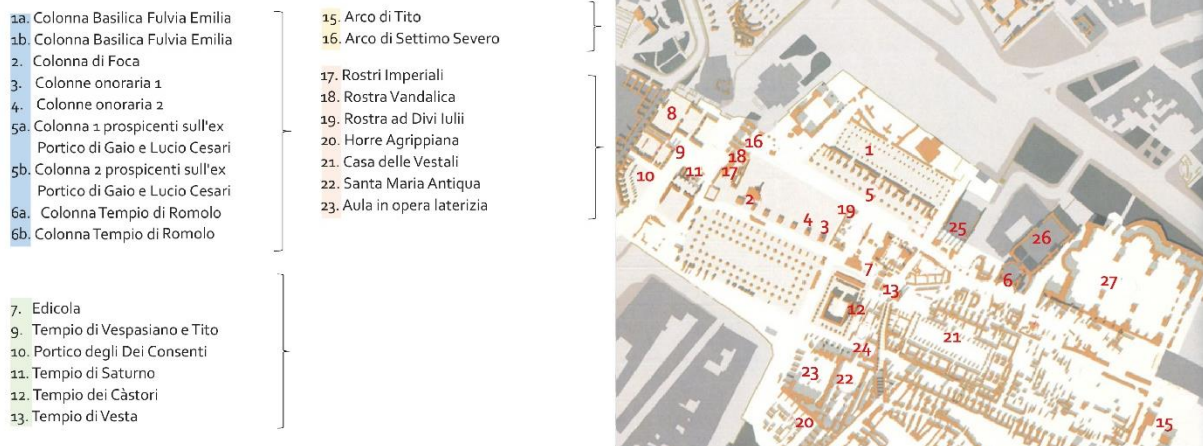 1a. Colonna Basilica Fulvia Emilia
1b. Colonna Basilica Fulvia Emilia
2. Colonna di Foca
3. Colonne onoraria 1
4. Colonne onoraria 2
5a. Colonna 1 prospicenti sull'ex
Portico di Gaio e Lucio Cesari
5b. Colonna 2 prospicenti sull'ex
Portico di Gaio e Lucio Cesari
6a. Colonna Tempio di Romolo
6b. Colonna Tempio di Romolo
7. Edicola
9. Tempio di Vespasiano e Tito
10. Portico degli Dei Consenti
11. Tempio di Saturno
12. Tempio dei Càstori
13. Tempio di Vesta
15. Arco di Tito
16. Arco di Settimo Severo
17. Rostri Imperiali
18. Rostra Vandalica
19. Rostra ad Divi Iulii
20. Horre Agrippiana
21. Casa delle Vestali
22. Santa Maria Antiqua
23. Aula in opera laterizia
8
16
9
18
1
10
11
17
2
5
4
3
19
25
26
7
6
27
13
12
21
24
23
22
20
15